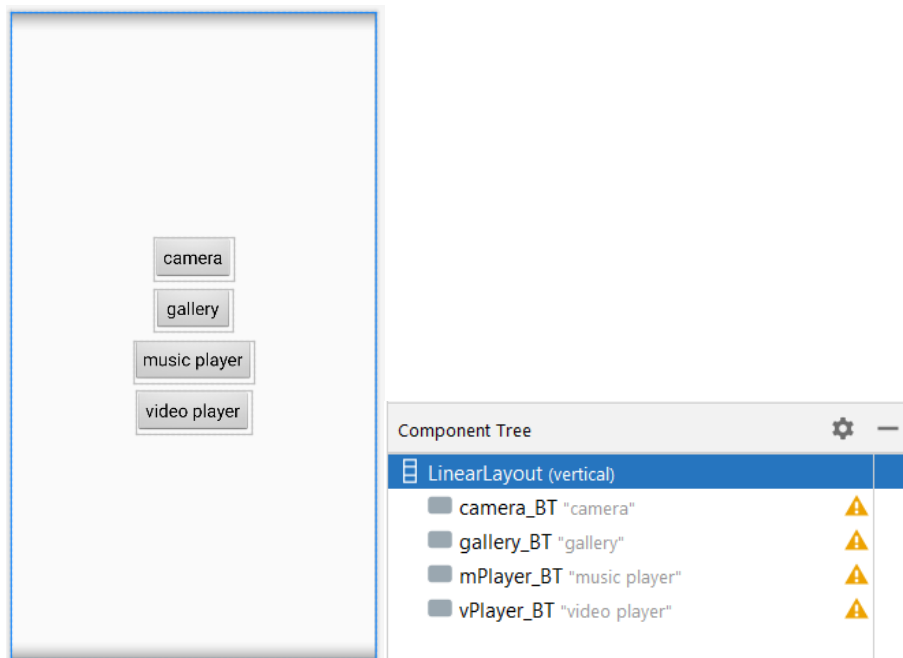 camera
gallery
music player
video player
Component Tree
LinearLayout (vertical)
camera_BT "camera"
gallery_BT "gallery"
mPlayer_BT "music player"
vPlayer_BT "video player"